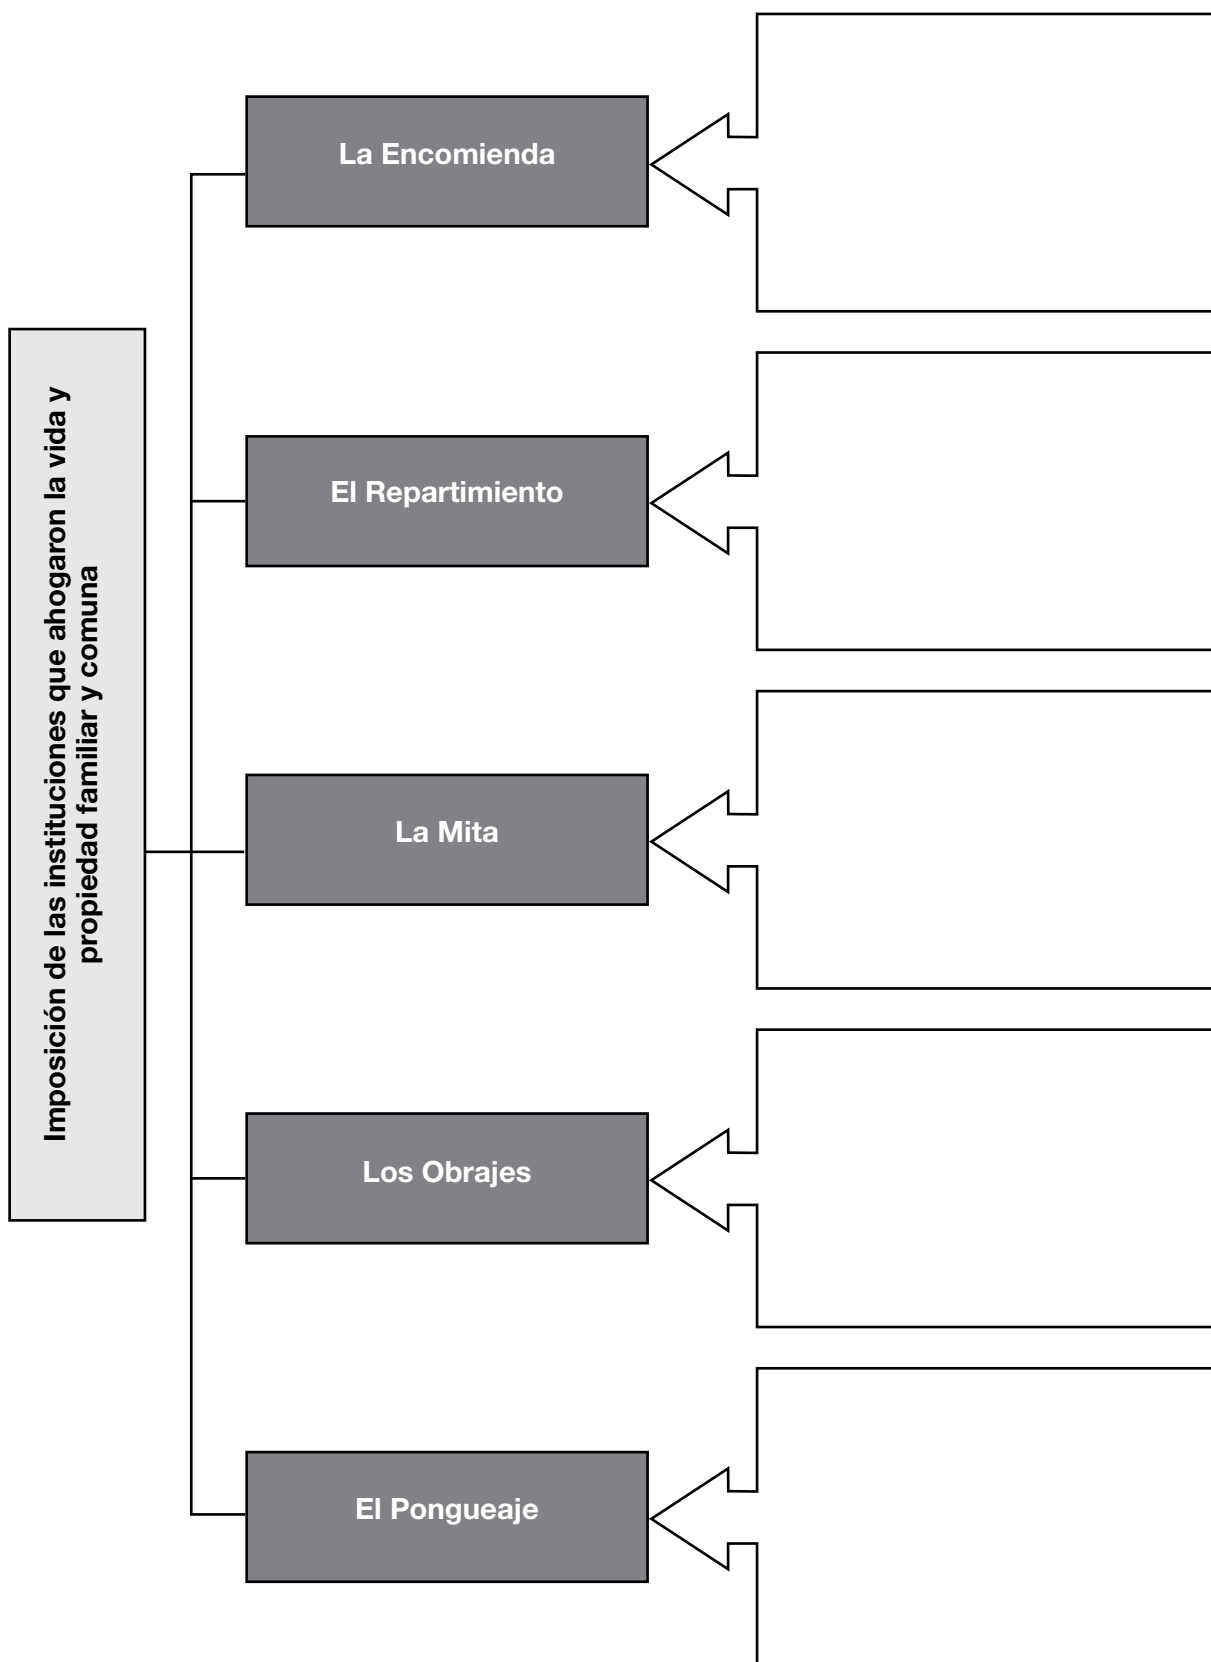 Imposición de las instituciones que ahogaron la vida y
propiedad familiar y comuna
La Encomienda
El Repartimiento
La Mita
Los Obrajes
El Pongueaje